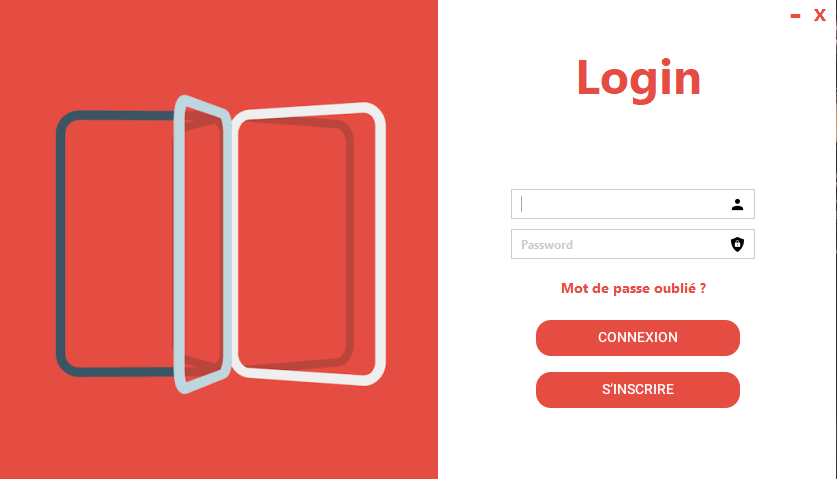 - X
Login
Password
Mot de passe oublié ?
CONNEXION
S'INSCRIRE